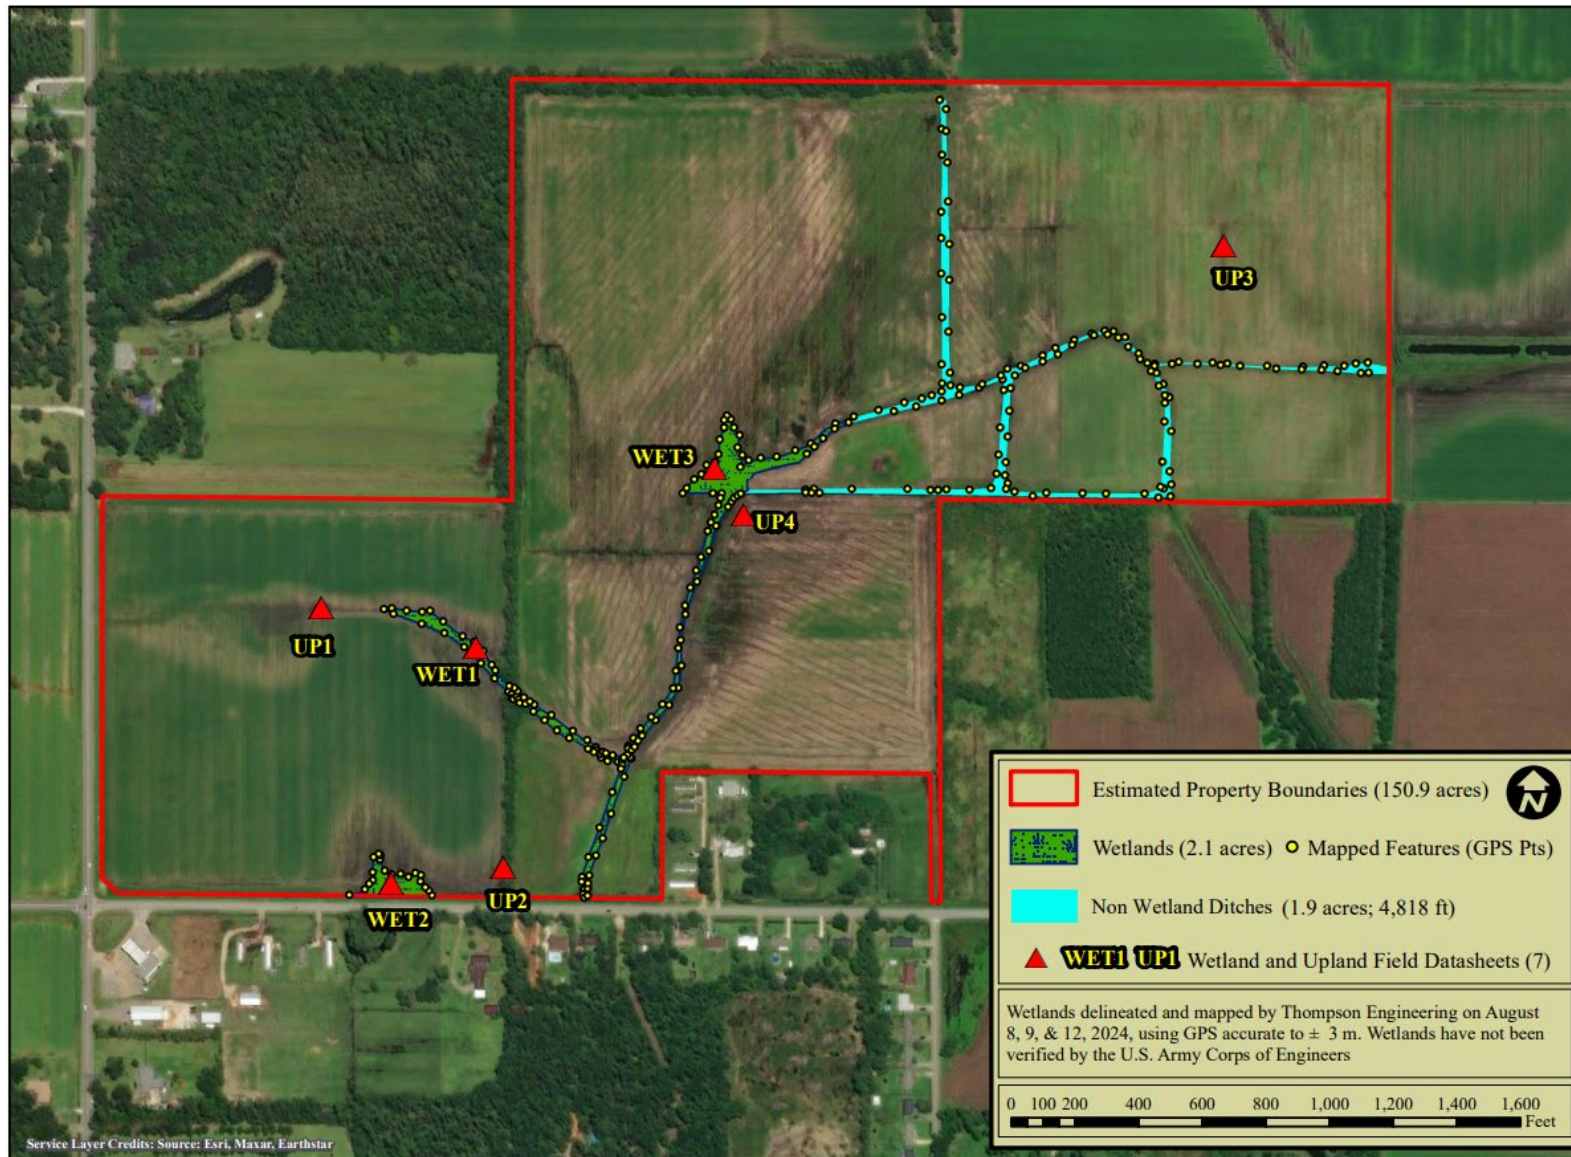 UP3
WET3
UP4
UP1
WET1
WET2
UP2
Estimated Property Boundaries (150.9 acres)
N
Wetlands (2.1 acres) Mapped Features (GPS Pts)
Non Wetland Ditches (1.9 acres; 4,818 ft)
WET1 UP1 Wetland and Upland Field Datasheets (7)
Wetlands delineated and mapped by Thompson Engineering on August
8, 9, & 12, 2024, using GPS accurate to ± 3 m. Wetlands have not been
verified by the U.S. Army Corps of Engineers
0 100 200 400 600 800 1,000 1,200 1,400 1,600
Feet
Service Layer Credits: Source: Esri, Maxar, Earthstar